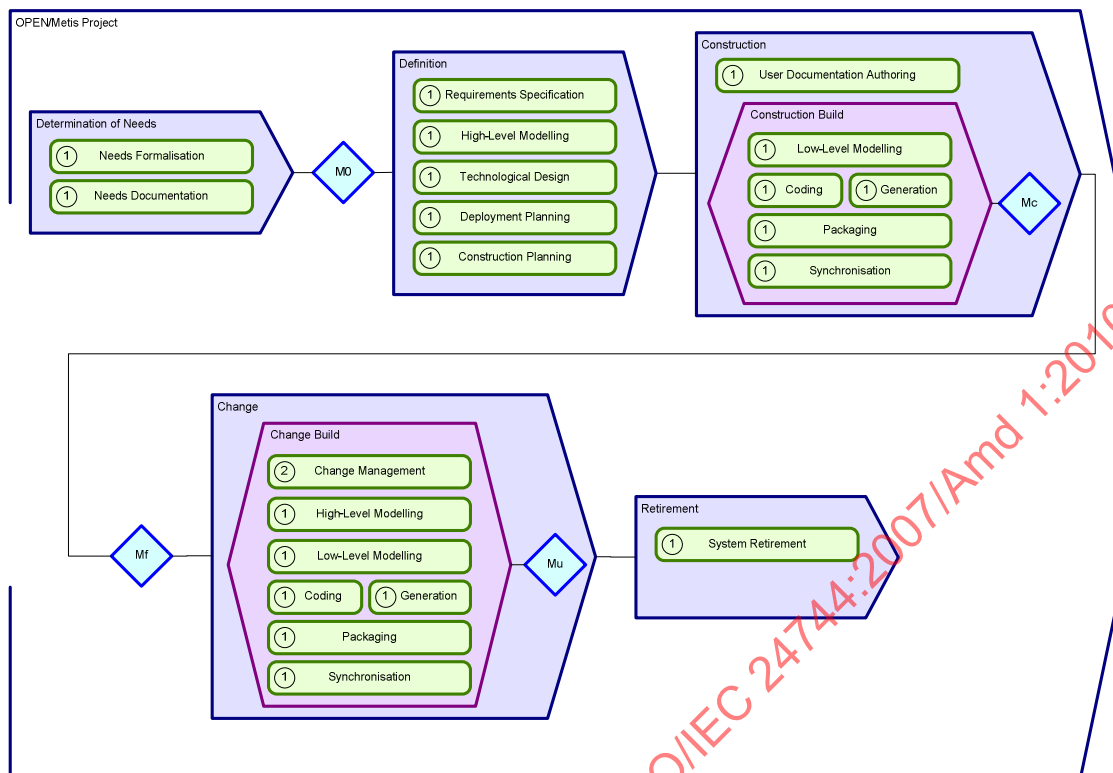 OPEN/Metis Project
Determination of Needs
1 Needs Formalisation
1 Needs Documentation
M0
Definition
1 Requirements Specification
1 High-Level Modelling
1 Technological Design
1 Deployment Planning
1 Construction Planning
Construction
1 User Documentation Authoring
Construction Build
1 Low-Level Modelling
1 Coding 1 Generation
1 Packaging
1 Synchronisation
Mc
Mf
Change
Change Build
2 Change Management
1 High-Level Modelling
1 Low-Level Modelling
1 Coding 1 Generation
1 Packaging
1 Synchronisation
Mu
Retirement
1 System Retirement
O/IEC 24744:2007/Amd 1:2010